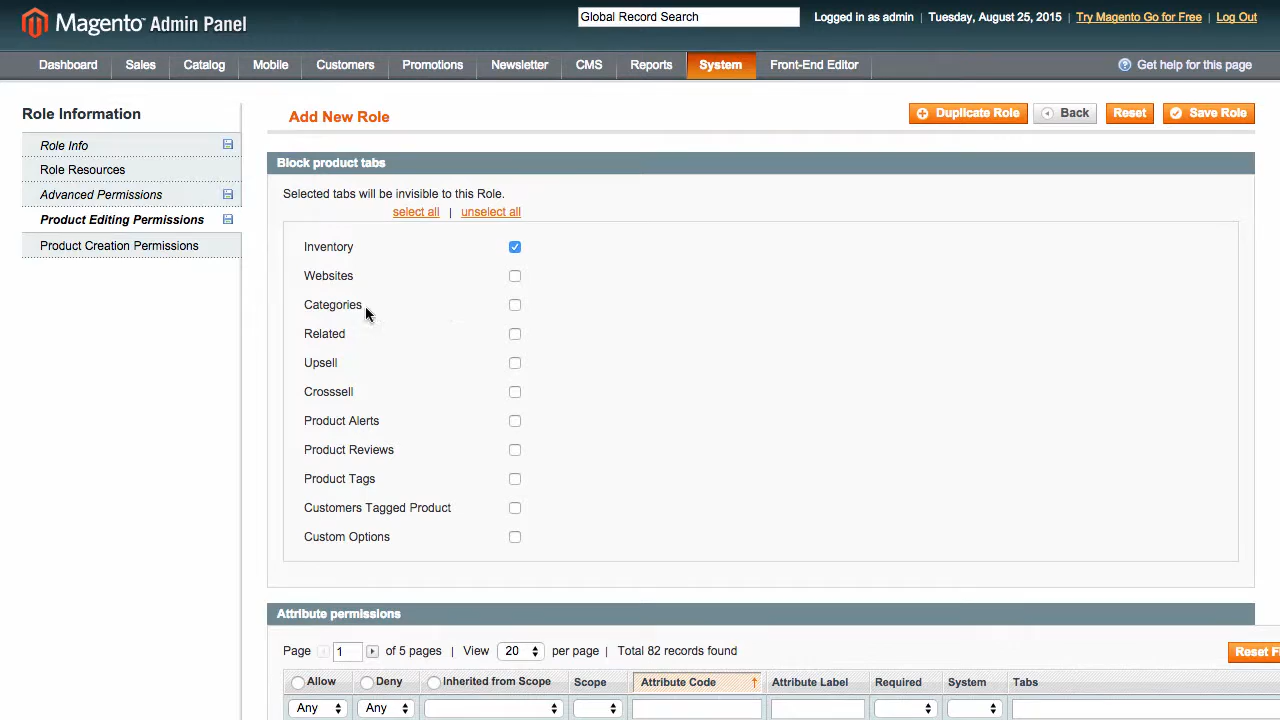 Magento Admin Panel
Global Record Search
Logged in as admin | Tuesday, August 25, 2015 | Try Magento Go for Free | Log Out
Dashboard Sales Catalog Mobile Customers Promotions Newsletter CMS Reports System Front-End Editor
Get help for this page
Role Information
Role Info
Role Resources
Advanced Permissions
Product Editing Permissions
Product Creation Permissions
Add New Role
Duplicate Role Back Reset Save Role
Block product tabs
Selected tabs will be invisible to this Role.
select all | unselect all
Inventory
Websites
Categories
Related
Upsell
Crosssell
Product Alerts
Product Reviews
Product Tags
Customers Tagged Product
Custom Options
Attribute permissions
Page 1 of 5 pages | View 20 per page | Total 82 records found
Reset F
Allow Deny Inherited from Scope Scope Attribute Code Attribute Label Required System Tabs
Any Any